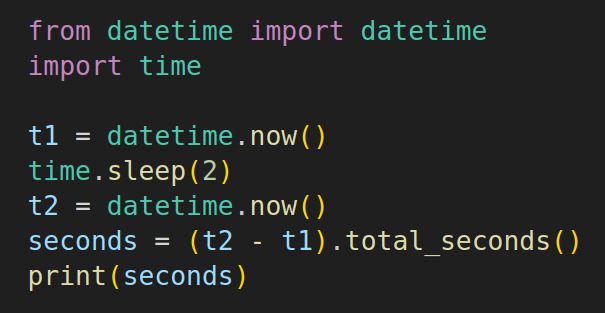 from datetime import datetime
import time

t1 = datetime.now()
time.sleep(2)
t2 = datetime.now()
seconds = (t2 - t1).total_seconds()
print(seconds)